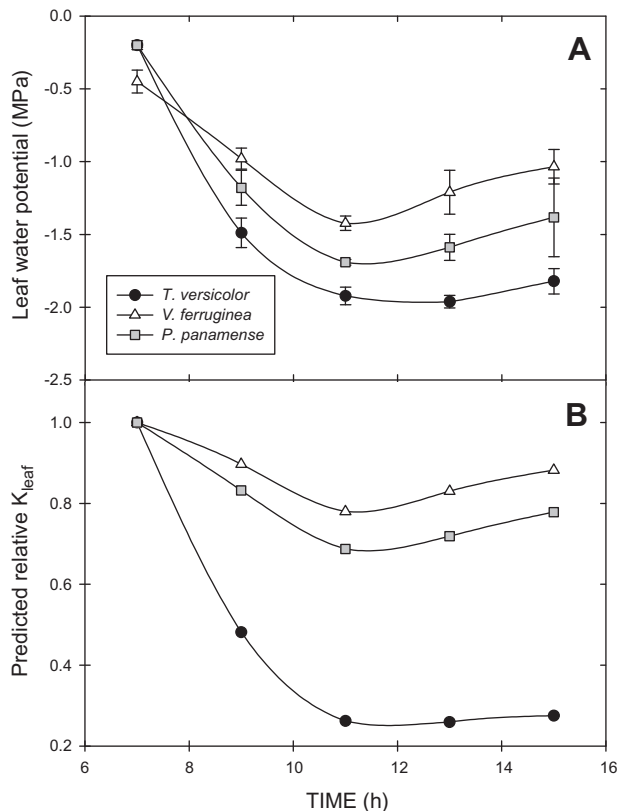 A
Leaf water potential (MPa)
0.0
-0.5
-1.0
-1.5
-2.0
-2.5
T. versicolor
V. ferruginea
P. panamense
B
Predicted relative Kleaf
1.0
0.8
0.6
0.4
0.2
6 8 10 12 14 16
TIME (h)